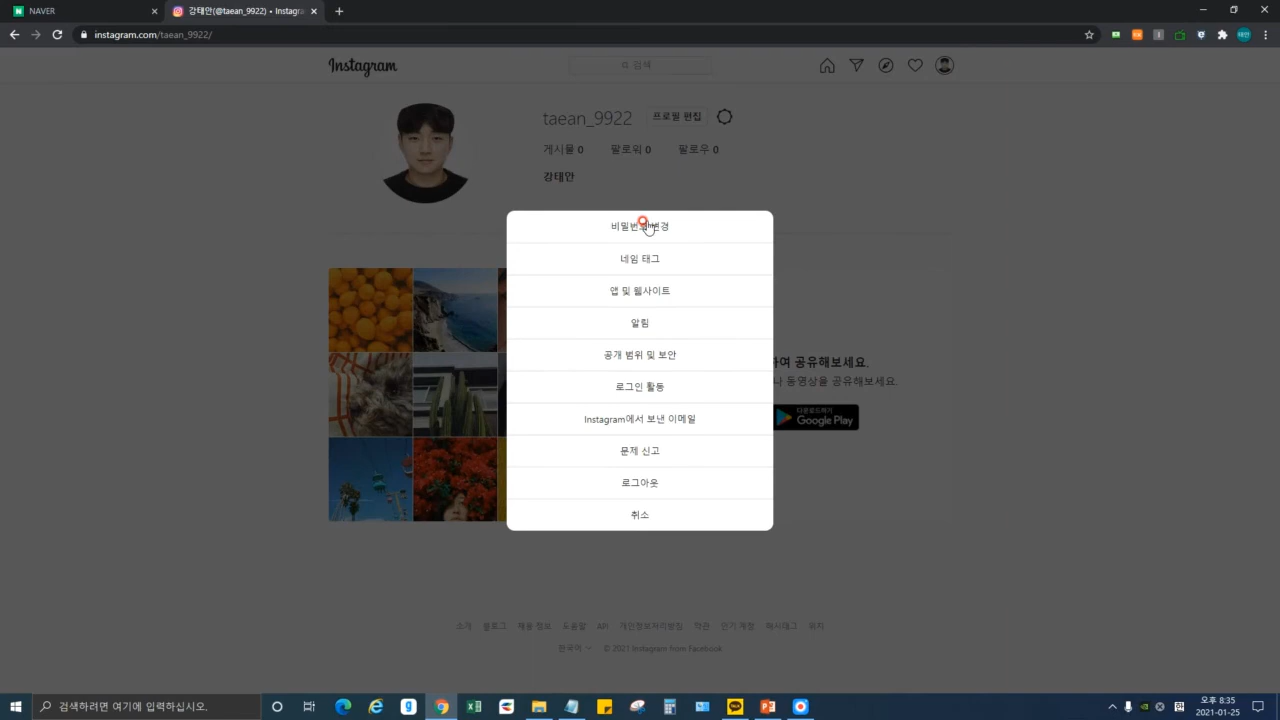 NAVER
강태안(@taean_9922) • Instagra
instagram.com/taean_9922/
태안
Instagram
검색
taean_9922 프로필 편집
게시물 0 팔로워 0 팔로우 0
강태안
비밀번호 변경
네임 태그
앱 및 웹사이트
알림
공개 범위 및 보안
하여 공유해보세요.
나 동영상을 공유해보세요.
로그인 활동
다운로드하기
Google Play
Instagram에서 보낸 이메일
문제 신고
로그아웃
취소
소개 블로그 채용 정보 도움말 API 개인정보처리방침 약관 인기 계정 해시태그 위치
한국어 © 2021 Instagram from Facebook
검색하려면 여기에 입력하십시오.
TALK
오후 8:35
2021-01-25